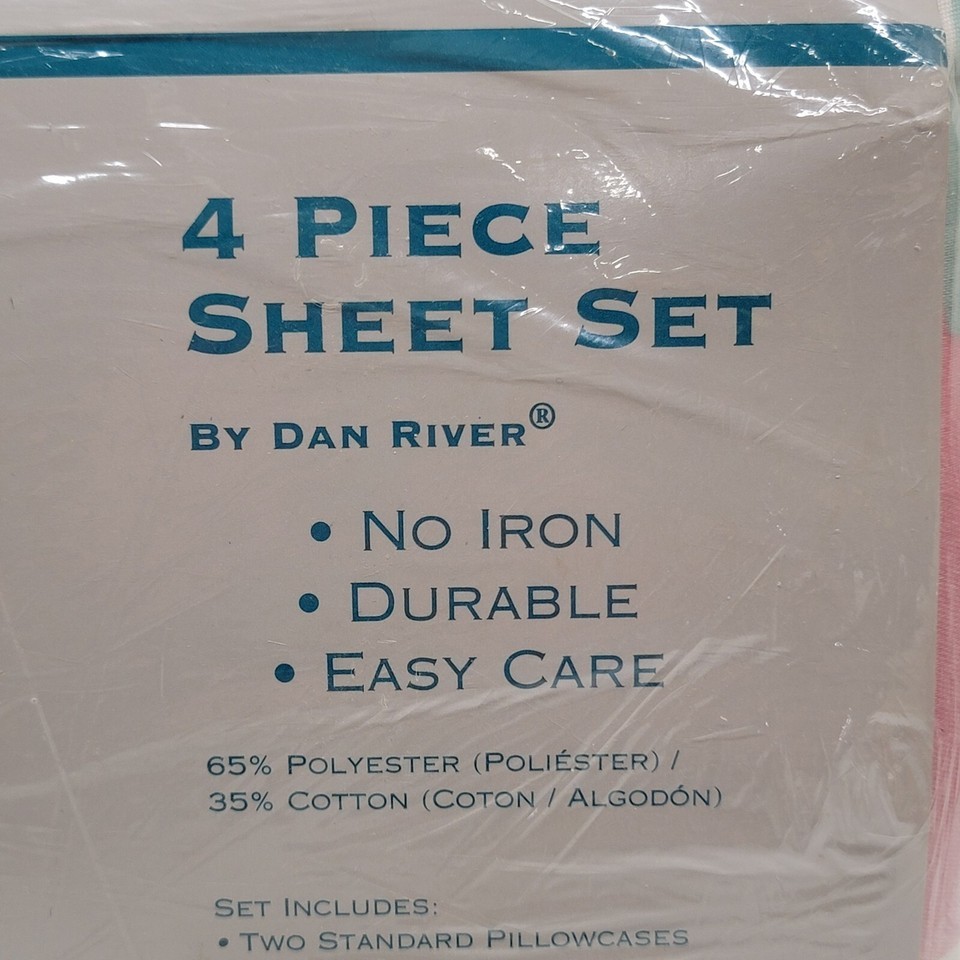 4 PIECE
SHEET SET
BY DAN RIVER®
• NO IRON
• DURABLE
• EASY CARE
65% POLYESTER (POLIÉSTER) /
35% COTTON (COTON / ALGODÓN)
SET INCLUDES:
• TWO STANDARD PILLOWCASES